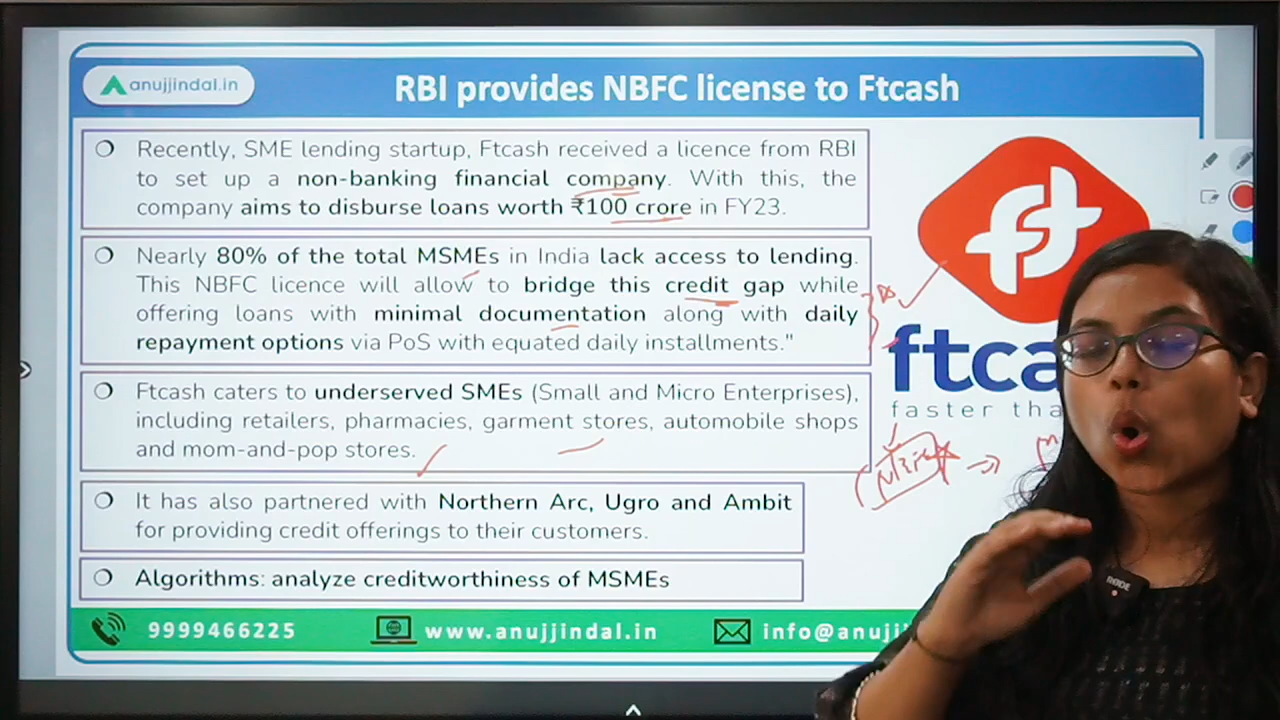 anujjindal.in
RBI provides NBFC license to Ftcash
Recently, SME lending startup, Ftcash received a licence from RBI
to set up a non-banking financial company. With this, the
company aims to disburse loans worth ₹100 crore in FY23.
Nearly 80% of the total MSMEs in India lack access to lending.
This NBFC licence will allow to bridge this credit gap while
offering loans with minimal documentation along with daily
repayment options via PoS with equated daily installments."
Ftcash caters to underserved SMEs (Small and Micro Enterprises),
including retailers, pharmacies, garment stores, automobile shops
and mom-and-pop stores.
It has also partnered with Northern Arc, Ugro and Ambit
for providing credit offerings to their customers.
Algorithms: analyze creditworthiness of MSMEs
ft
ftca
faster tha
9999466225
www.anujjindal.in
info@anujj
RØDE